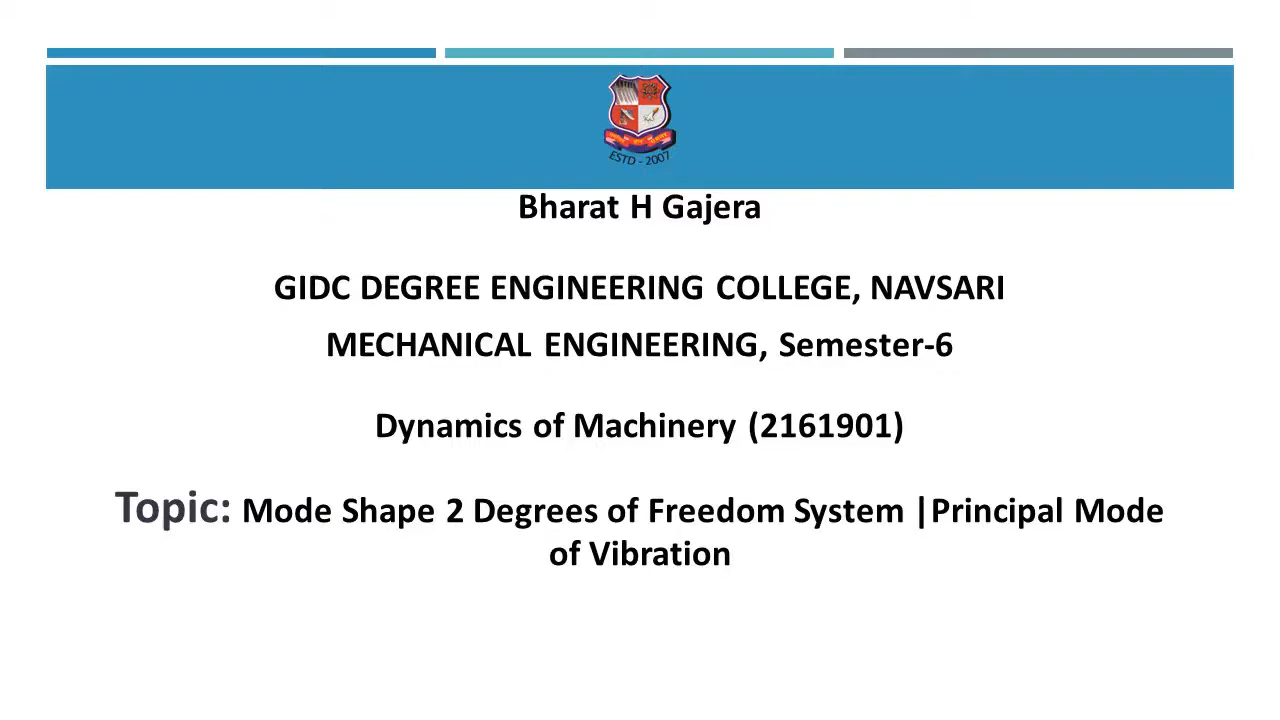 ESTD - 2007
Bharat H Gajera
GIDC DEGREE ENGINEERING COLLEGE, NAVSARI
MECHANICAL ENGINEERING, Semester-6
Dynamics of Machinery (2161901)
Topic: Mode Shape 2 Degrees of Freedom System |Principal Mode
of Vibration